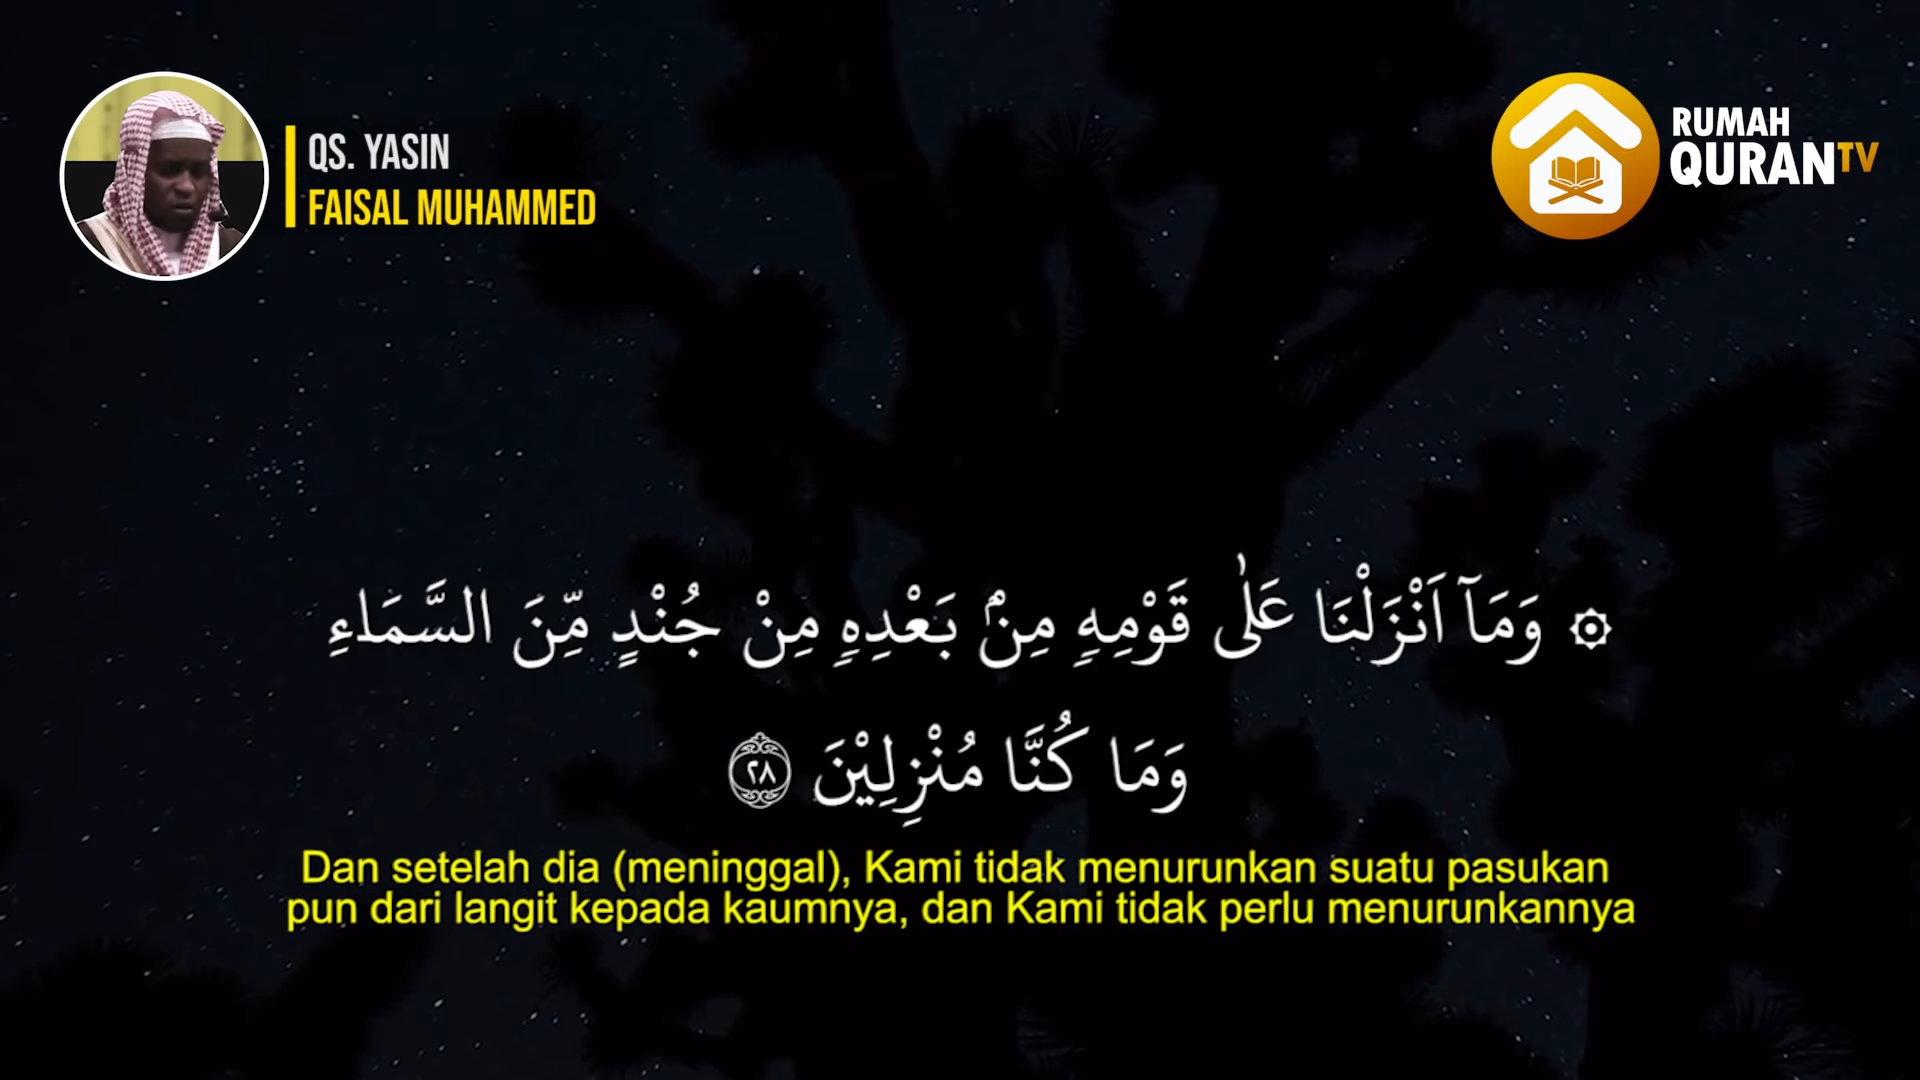 QS. YASIN
FAISAL MUHAMMED
RUMAH
QURANTV
۞ وَمَآ اَنْزَلْنَا عَلٰى قَوْمِهٖ مِنْۢ بَعْدِهٖ مِنْ جُنْدٍ مِّنَ السَّمَاۤءِ
وَمَا كُنَّا مُنْزِلِيْنَ ٢٨
Dan setelah dia (meninggal), Kami tidak menurunkan suatu pasukan
pun dari langit kepada kaumnya, dan Kami tidak perlu menurunkannya